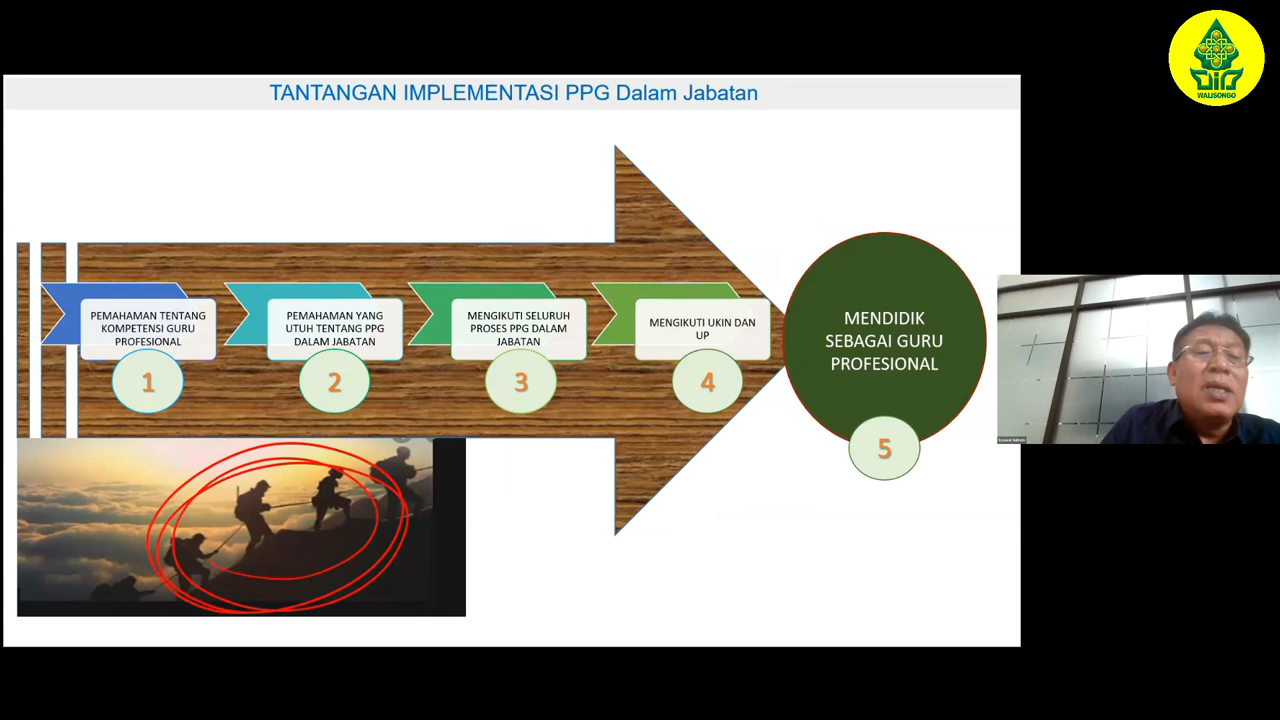 TANTANGAN IMPLEMENTASI PPG Dalam Jabatan
WALISONGO
PEMAHAMAN TENTANG
KOMPETENSI GURU
PROFESIONAL
1
PEMAHAMAN YANG
UTUH TENTANG PPG
DALAM JABATAN
2
MENGIKUTI SELURUH
PROSES PPG DALAM
JABATAN
3
MENGIKUTI UKIN DAN
UP
4
MENDIDIK
SEBAGAI GURU
PROFESIONAL
5